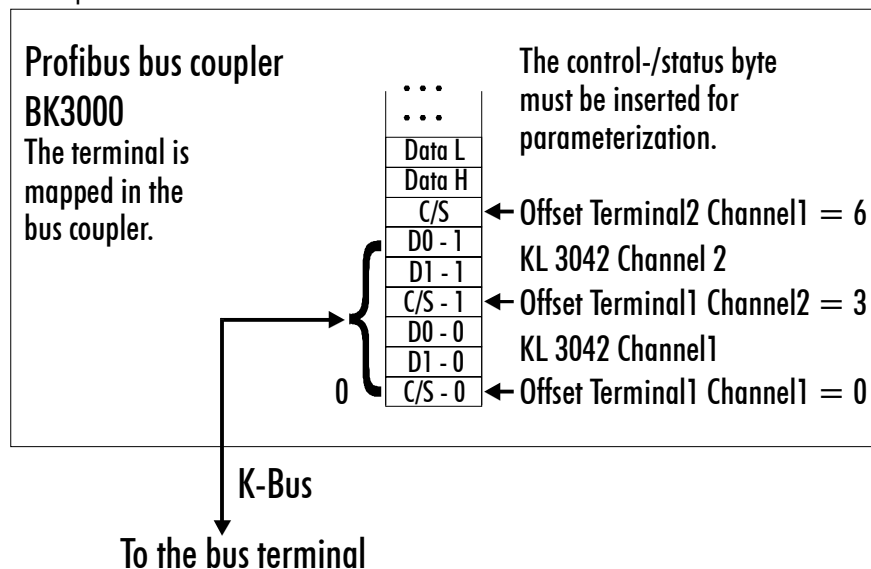 Profibus bus coupler
BK3000
The terminal is
mapped in the
bus coupler.
The control-/status byte
must be inserted for
parameterization.
• • •
• • •
Data L
Data H
C/S
Offset Terminal2 Channel1 = 6
D0 - 1
KL 3042 Channel 2
D1 - 1
C/S - 1
Offset Terminal1 Channel2 = 3
D0 - 0
KL 3042 Channel1
D1 - 0
0
C/S - 0
Offset Terminal1 Channel1 = 0
K-Bus
To the bus terminal